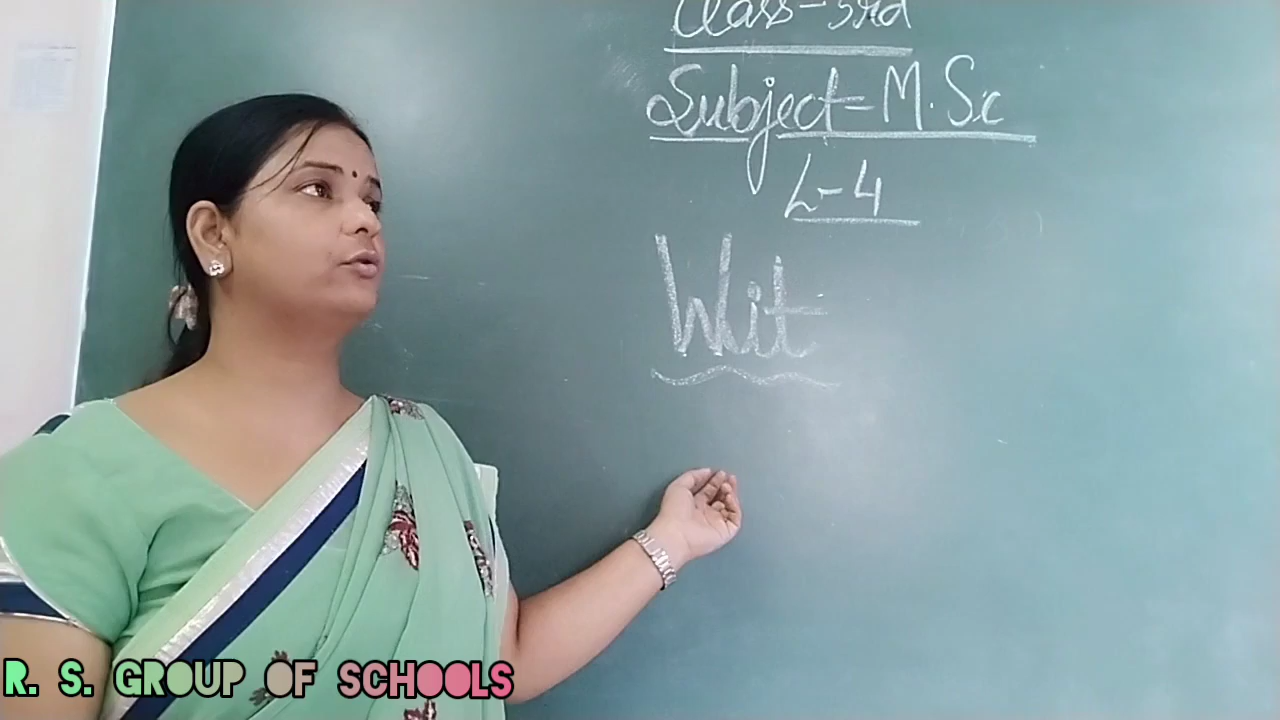 Class-3rd
Subject=M.Sc
L-4
Wit
R. S. GROUP OF SCHOOLS